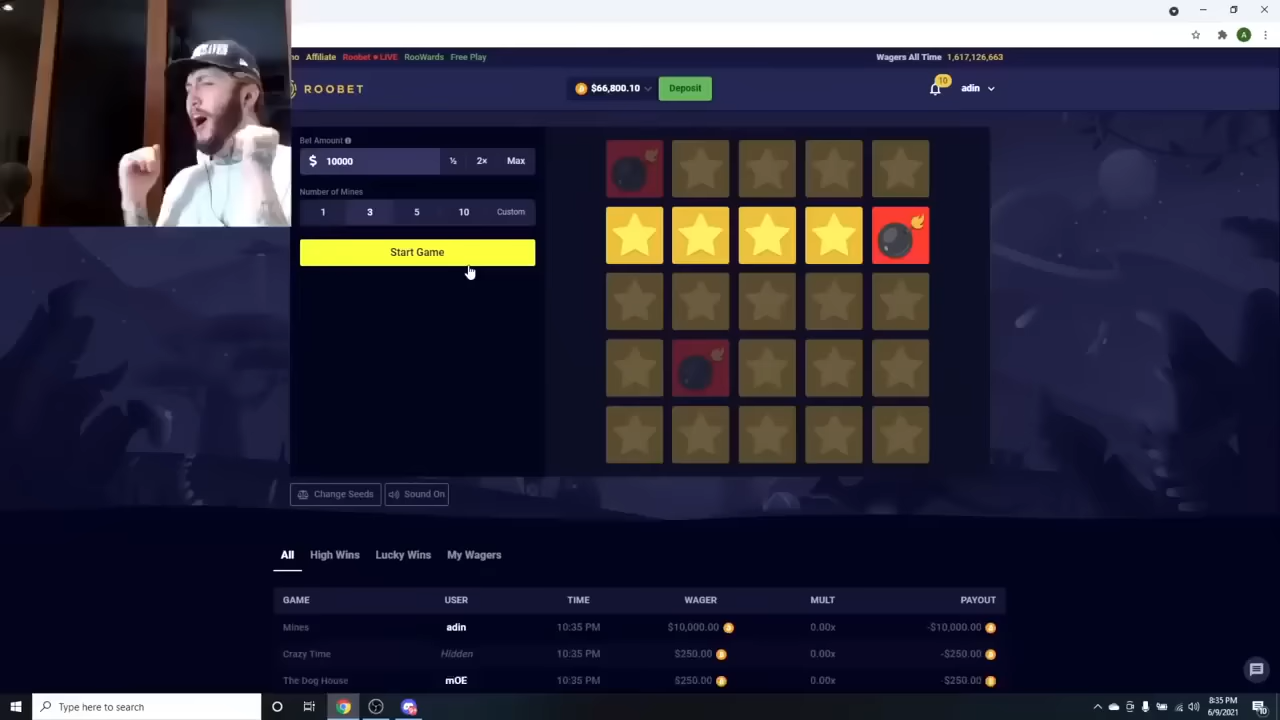 Affiliate Roobet LIVE RooWards Free Play
Wagers All Time 1,617,126,663
ROOBET
$66,800.10
Deposit
10
adin
Bet Amount
$ 10000 ½ 2× Max
Number of Mines
1 3 5 10 Custom
Start Game
Change Seeds
Sound On
All High Wins Lucky Wins My Wagers
GAME USER TIME WAGER MULT PAYOUT
Mines adin 10:35 PM $10,000.00 0.00x -$10,000.00
Crazy Time Hidden 10:35 PM $250.00 0.00x -$250.00
The Dog House mOE 10:35 PM $250.00 0.00x -$250.00
Type here to search
8:35 PM
6/9/2021